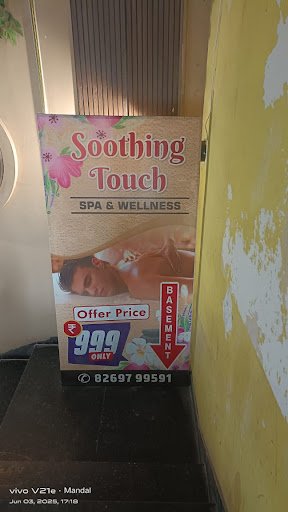 Soothing
Touch
SPA & WELLNESS
Offer Price
₹ 999
ONLY
BASEMENT
82697 99591
vivo V21e · Mandal
Jun 03, 2025, 17:18